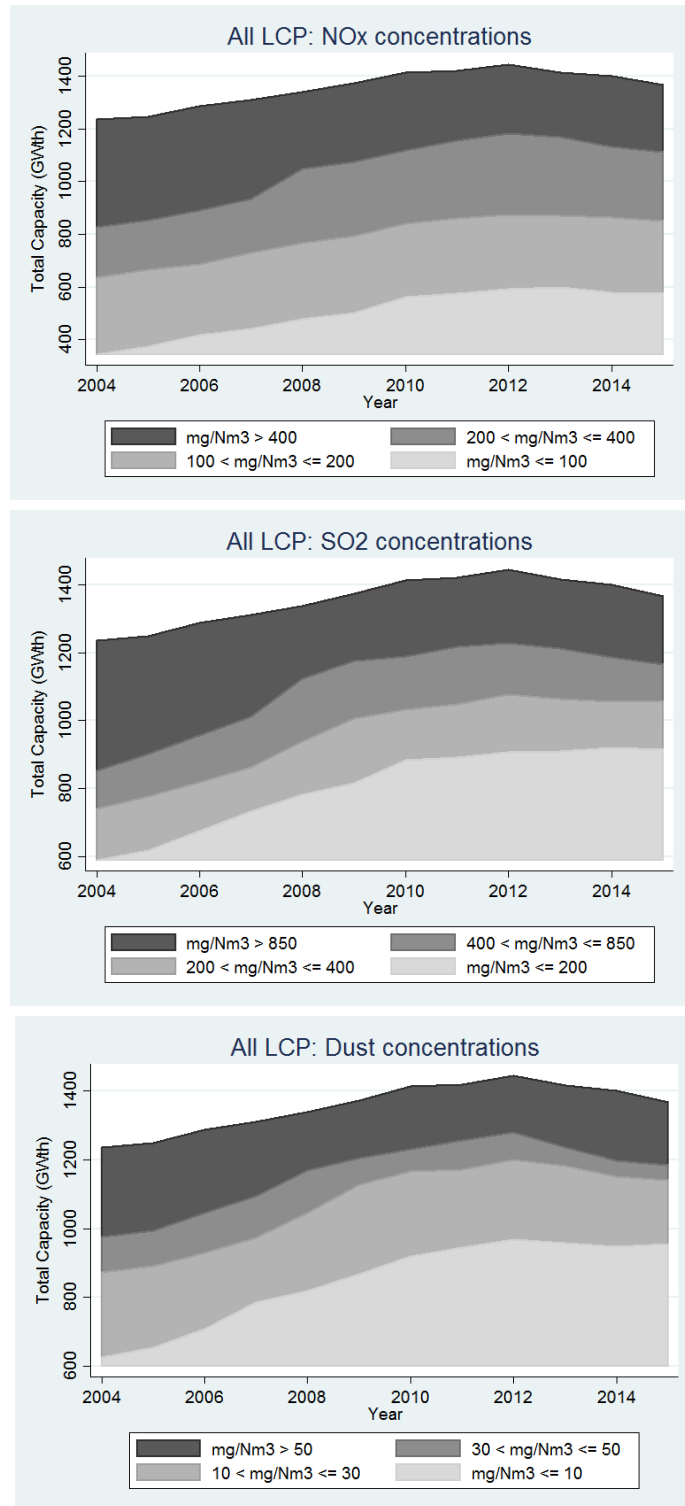 All LCP: NOx concentrations
Total Capacity (GWth)
1400
1200
1000
800
600
400
2004 2006 2008 2010 2012 2014
Year
mg/Nm3 > 400 200 < mg/Nm3 <= 400
100 < mg/Nm3 <= 200 mg/Nm3 <= 100
All LCP: SO2 concentrations
Total Capacity (GWth)
1400
1200
1000
800
600
2004 2006 2008 2010 2012 2014
Year
mg/Nm3 > 850 400 < mg/Nm3 <= 850
200 < mg/Nm3 <= 400 mg/Nm3 <= 200
All LCP: Dust concentrations
Total Capacity (GWth)
1400
1200
1000
800
600
2004 2006 2008 2010 2012 2014
Year
mg/Nm3 > 50 30 < mg/Nm3 <= 50
10 < mg/Nm3 <= 30 mg/Nm3 <= 10